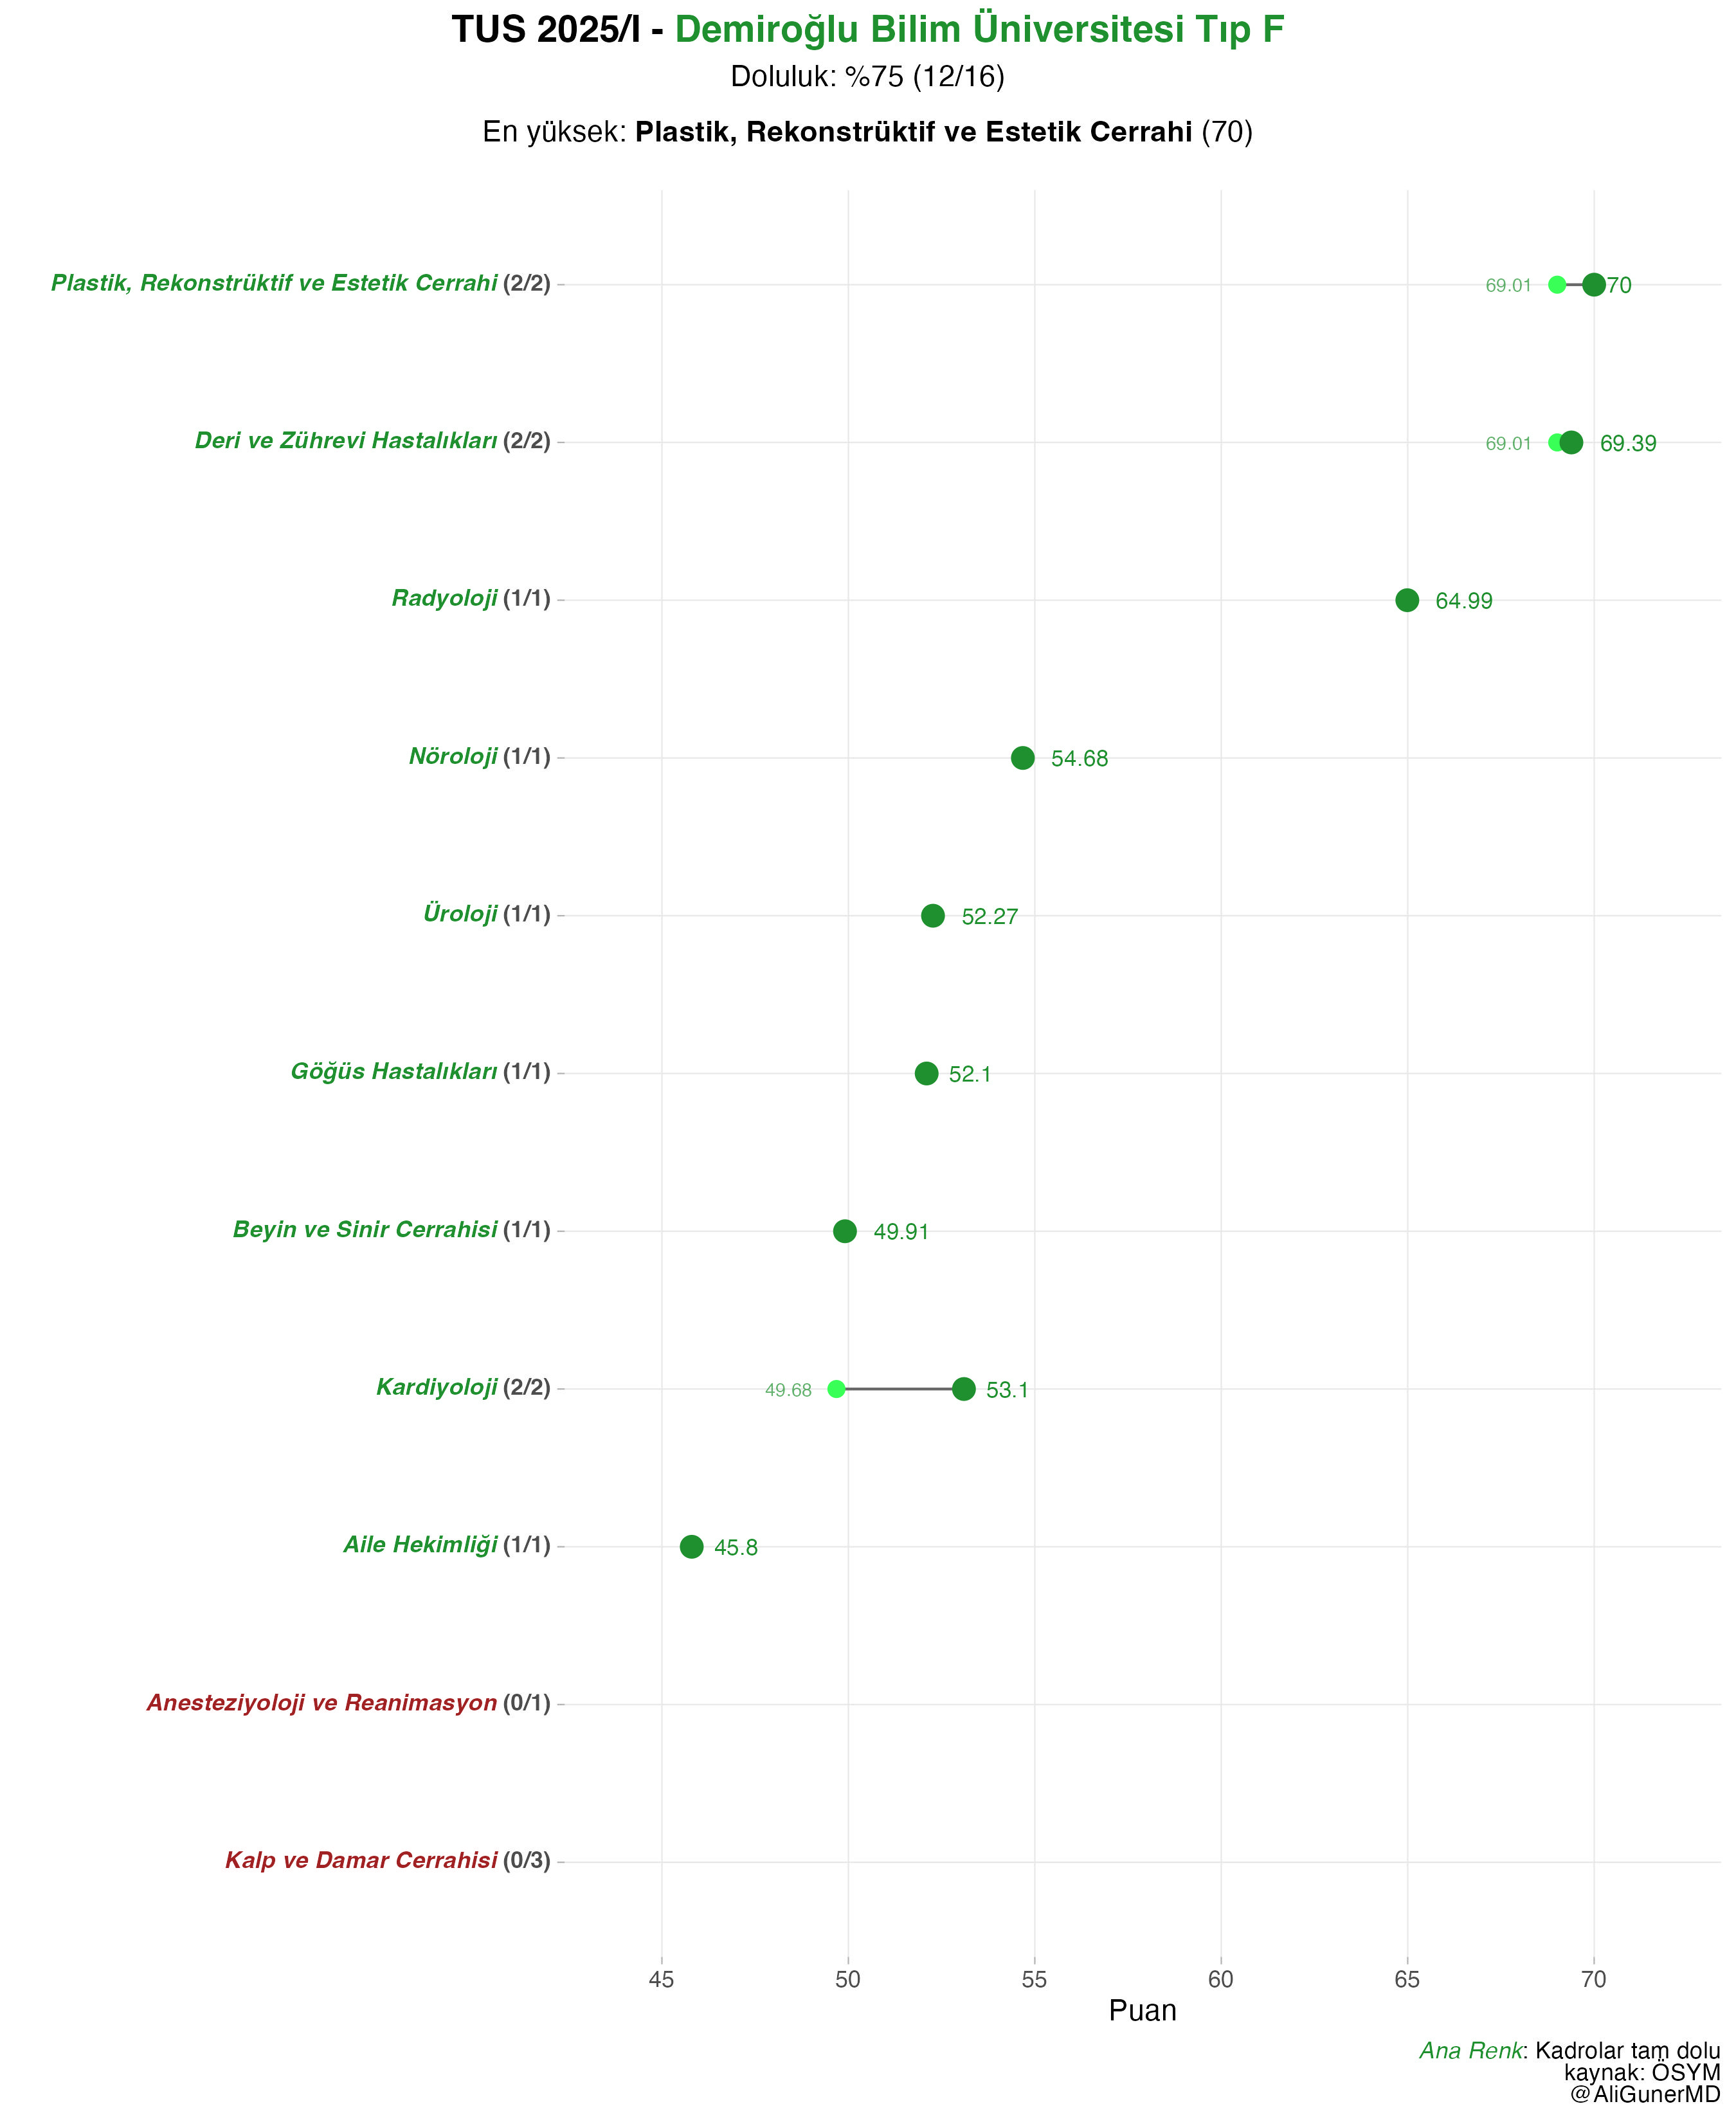 TUS 2025/I - Demiroğlu Bilim Üniversitesi Tıp F
Doluluk: %75 (12/16)
En yüksek: Plastik, Rekonstrüktif ve Estetik Cerrahi (70)
Plastik, Rekonstrüktif ve Estetik Cerrahi (2/2) 69.01 70
Deri ve Zührevi Hastalıkları (2/2) 69.01 69.39
Radyoloji (1/1) 64.99
Nöroloji (1/1) 54.68
Üroloji (1/1) 52.27
Göğüs Hastalıkları (1/1) 52.1
Beyin ve Sinir Cerrahisi (1/1) 49.91
Kardiyoloji (2/2) 49.68 53.1
Aile Hekimliği (1/1) 45.8
Anesteziyoloji ve Reanimasyon (0/1)
Kalp ve Damar Cerrahisi (0/3)
45 50 55 60 65 70
Puan
Ana Renk: Kadrolar tam dolu
kaynak: ÖSYM
@AliGunerMD